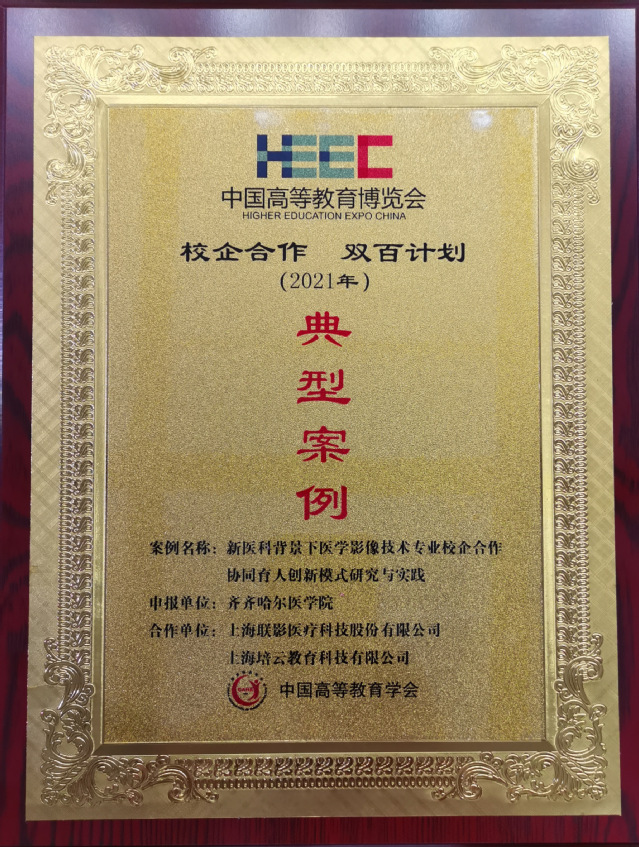 HEEC
中国高等教育博览会
HIGHER EDUCATION EXPO CHINA
校企合作 双百计划
(2021年)
典
型
案
例
案例名称：新医科背景下医学影像技术专业校企合作
协同育人创新模式研究与实践
申报单位：齐齐哈尔医学院
合作单位：上海联影医疗科技股份有限公司
上海培云教育科技有限公司
中国高等教育学会